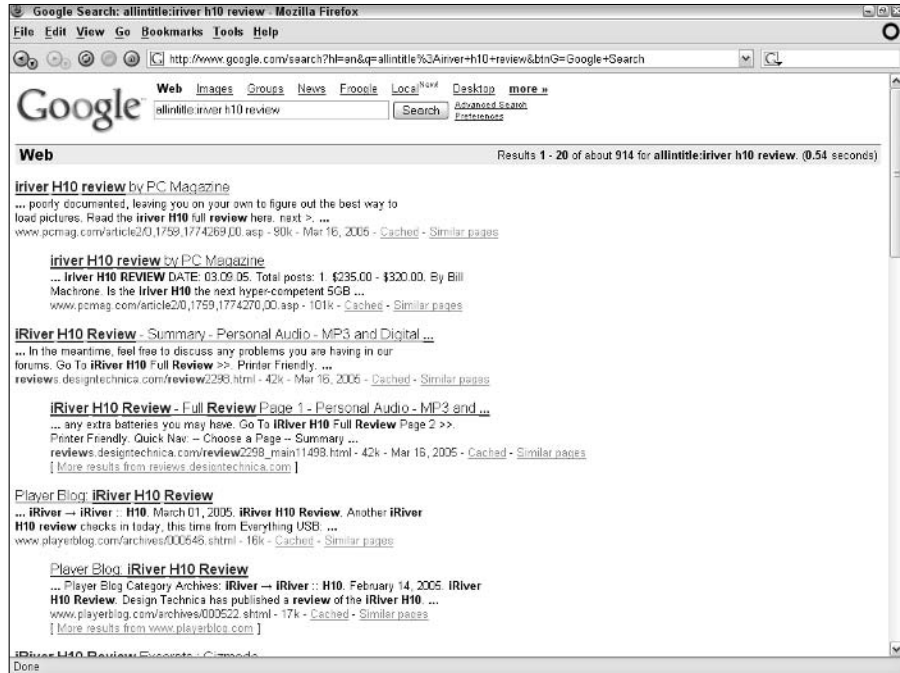 Google Search: allintitle:iriver h10 review - Mozilla Firefox
File Edit View Go Bookmarks Tools Help
http://www.google.com/search?hl=en&q=allintitle%3Airiver+h10+review&btnG=Google+Search
Web Images Groups News Froogle Local New! Desktop more »
Google
allintitle:iriver h10 review Search Advanced Search
Preferences
Web Results 1 - 20 of about 914 for allintitle:iriver h10 review. (0.54 seconds)
iriver H10 review by PC Magazine
... poorly documented, leaving you on your own to figure out the best way to
load pictures. Read the iriver H10 full review here. next >. ...
www.pcmag.com/article2/0,1759,1774269,00.asp - 90k - Mar 16, 2005 - Cached - Similar pages
iriver H10 review by PC Magazine
... iriver H10 REVIEW DATE: 03.09.05. Total posts: 1. $235.00 - $320.00. By Bill
Machrone. Is the iriver H10 the next hyper-competent 5GB ...
www.pcmag.com/article2/0,1759,1774270,00.asp - 101k - Cached - Similar pages
iRiver H10 Review - Summary - Personal Audio - MP3 and Digital ...
... In the meantime, feel free to discuss any problems you are having in our
forums. Go To iRiver H10 Full Review >>. Printer Friendly. ...
reviews.designtechnica.com/review2298.html - 42k - Mar 16, 2005 - Cached - Similar pages
iRiver H10 Review - Full Review Page 1 - Personal Audio - MP3 and ...
... any extra batteries you may have. Go To iRiver H10 Full Review Page 2 >>.
Printer Friendly. Quick Nav: -- Choose a Page -- Summary ...
reviews.designtechnica.com/review2298_main11498.html - 42k - Mar 16, 2005 - Cached - Similar pages
[ More results from reviews.designtechnica.com ]
Player Blog: iRiver H10 Review
... iRiver → iRiver :: H10. March 01, 2005. iRiver H10 Review. Another iRiver
H10 review checks in today, this time from Everything USB: ...
www.playerblog.com/archives/000546.shtml - 16k - Cached - Similar pages
Player Blog: iRiver H10 Review
... Player Blog Category Archives: iRiver → iRiver :: H10. February 14, 2005. iRiver
H10 Review. Design Technica has published a review of the iRiver H10. ...
www.playerblog.com/archives/000522.shtml - 17k - Cached - Similar pages
[ More results from www.playerblog.com ]
iRiver H10 Review Excerpts : Gizmodo
Done